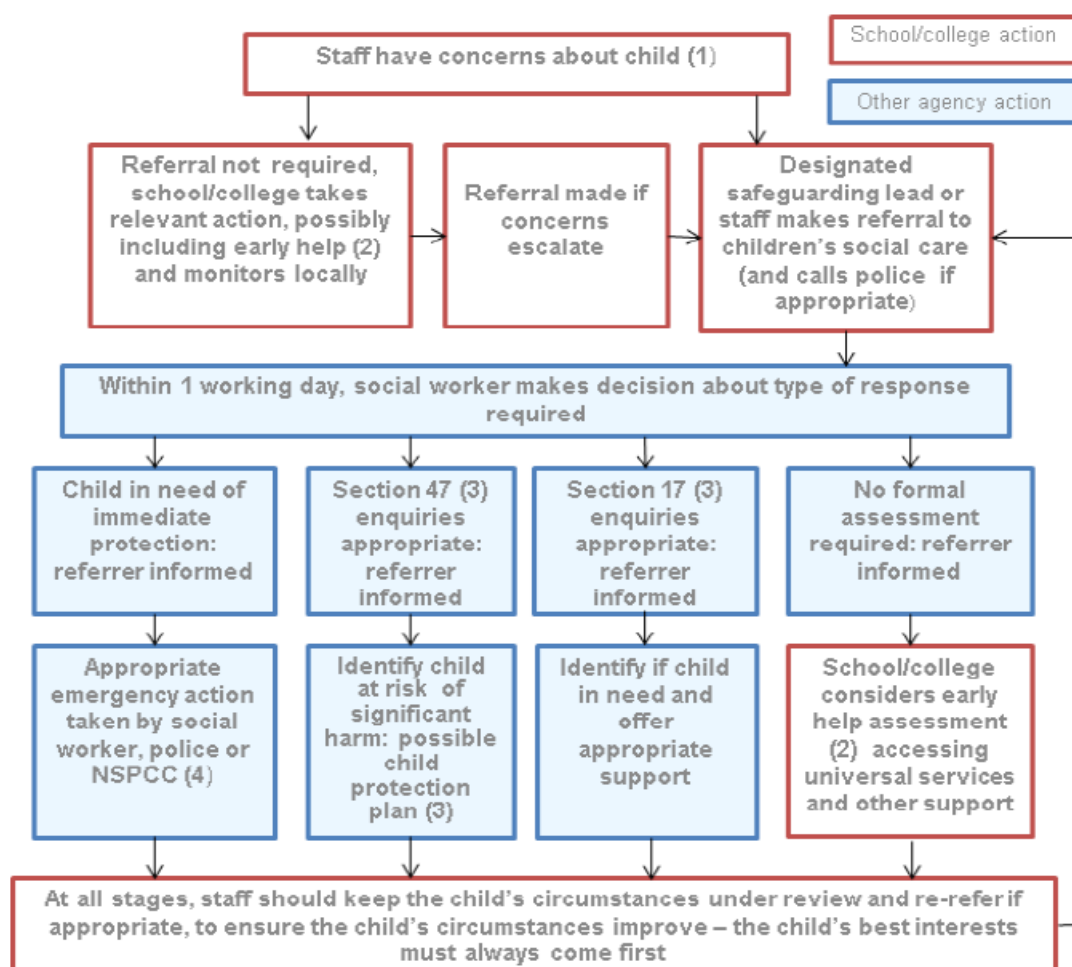 School/college action
Staff have concerns about child (1)
Other agency action
Referral not required,
school/college takes
relevant action, possibly
including early help (2)
and monitors locally
Referral made if
concerns
escalate
Designated
safeguarding lead or
staff makes referral to
children's social care
(and calls police if
appropriate)
Within 1 working day, social worker makes decision about type of response
required
Child in need of
immediate
protection:
referrer informed
Section 47 (3)
enquiries
appropriate:
referrer
informed
Section 17 (3)
enquiries
appropriate:
referrer
informed
No formal
assessment
required: referrer
informed
Appropriate
emergency action
taken by social
worker, police or
NSPCC (4)
Identify child
at risk of
significant
harm: possible
child
protection
plan (3)
Identify if child
in need and
offer
appropriate
support
School/college
considers early
help assessment
(2) accessing
universal services
and other support
At all stages, staff should keep the child's circumstances under review and re-refer if
appropriate, to ensure the child's circumstances improve – the child's best interests
must always come first